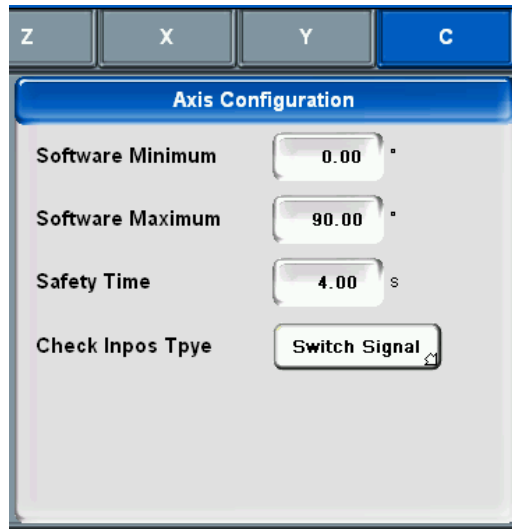 Z X Y C
Axis Configuration
Software Minimum 0.00 °
Software Maximum 90.00 °
Safety Time 4.00 s
Check Inpos Tpye Switch Signal